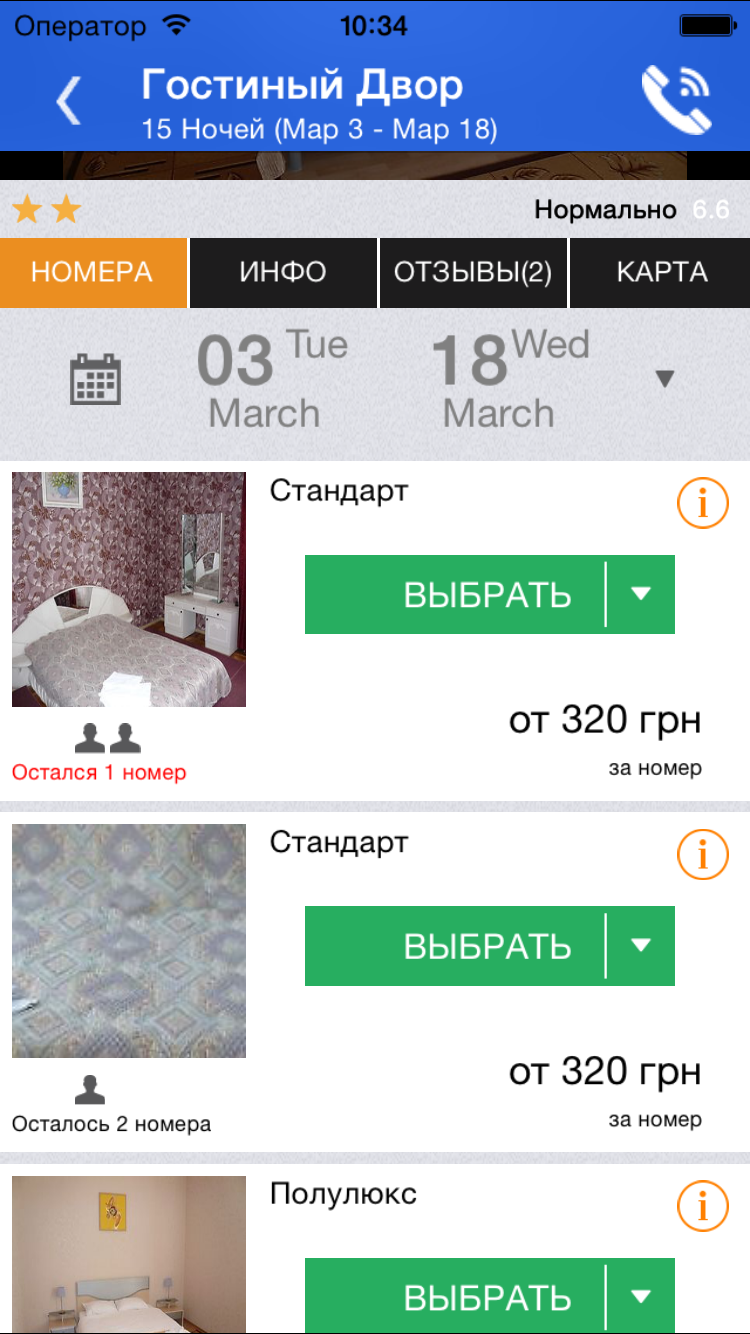 Оператор 10:34
Гостиный Двор
15 Ночей (Мар 3 - Мар 18)
Нормально 6.6
НОМЕРА ИНФО ОТЗЫВЫ(2) КАРТА
03 Tue 18 Wed
March March
Стандарт
i
ВЫБРАТЬ
от 320 грн
за номер
Остался 1 номер
Стандарт
i
ВЫБРАТЬ
от 320 грн
за номер
Осталось 2 номера
Полулюкс
i
ВЫБРАТЬ